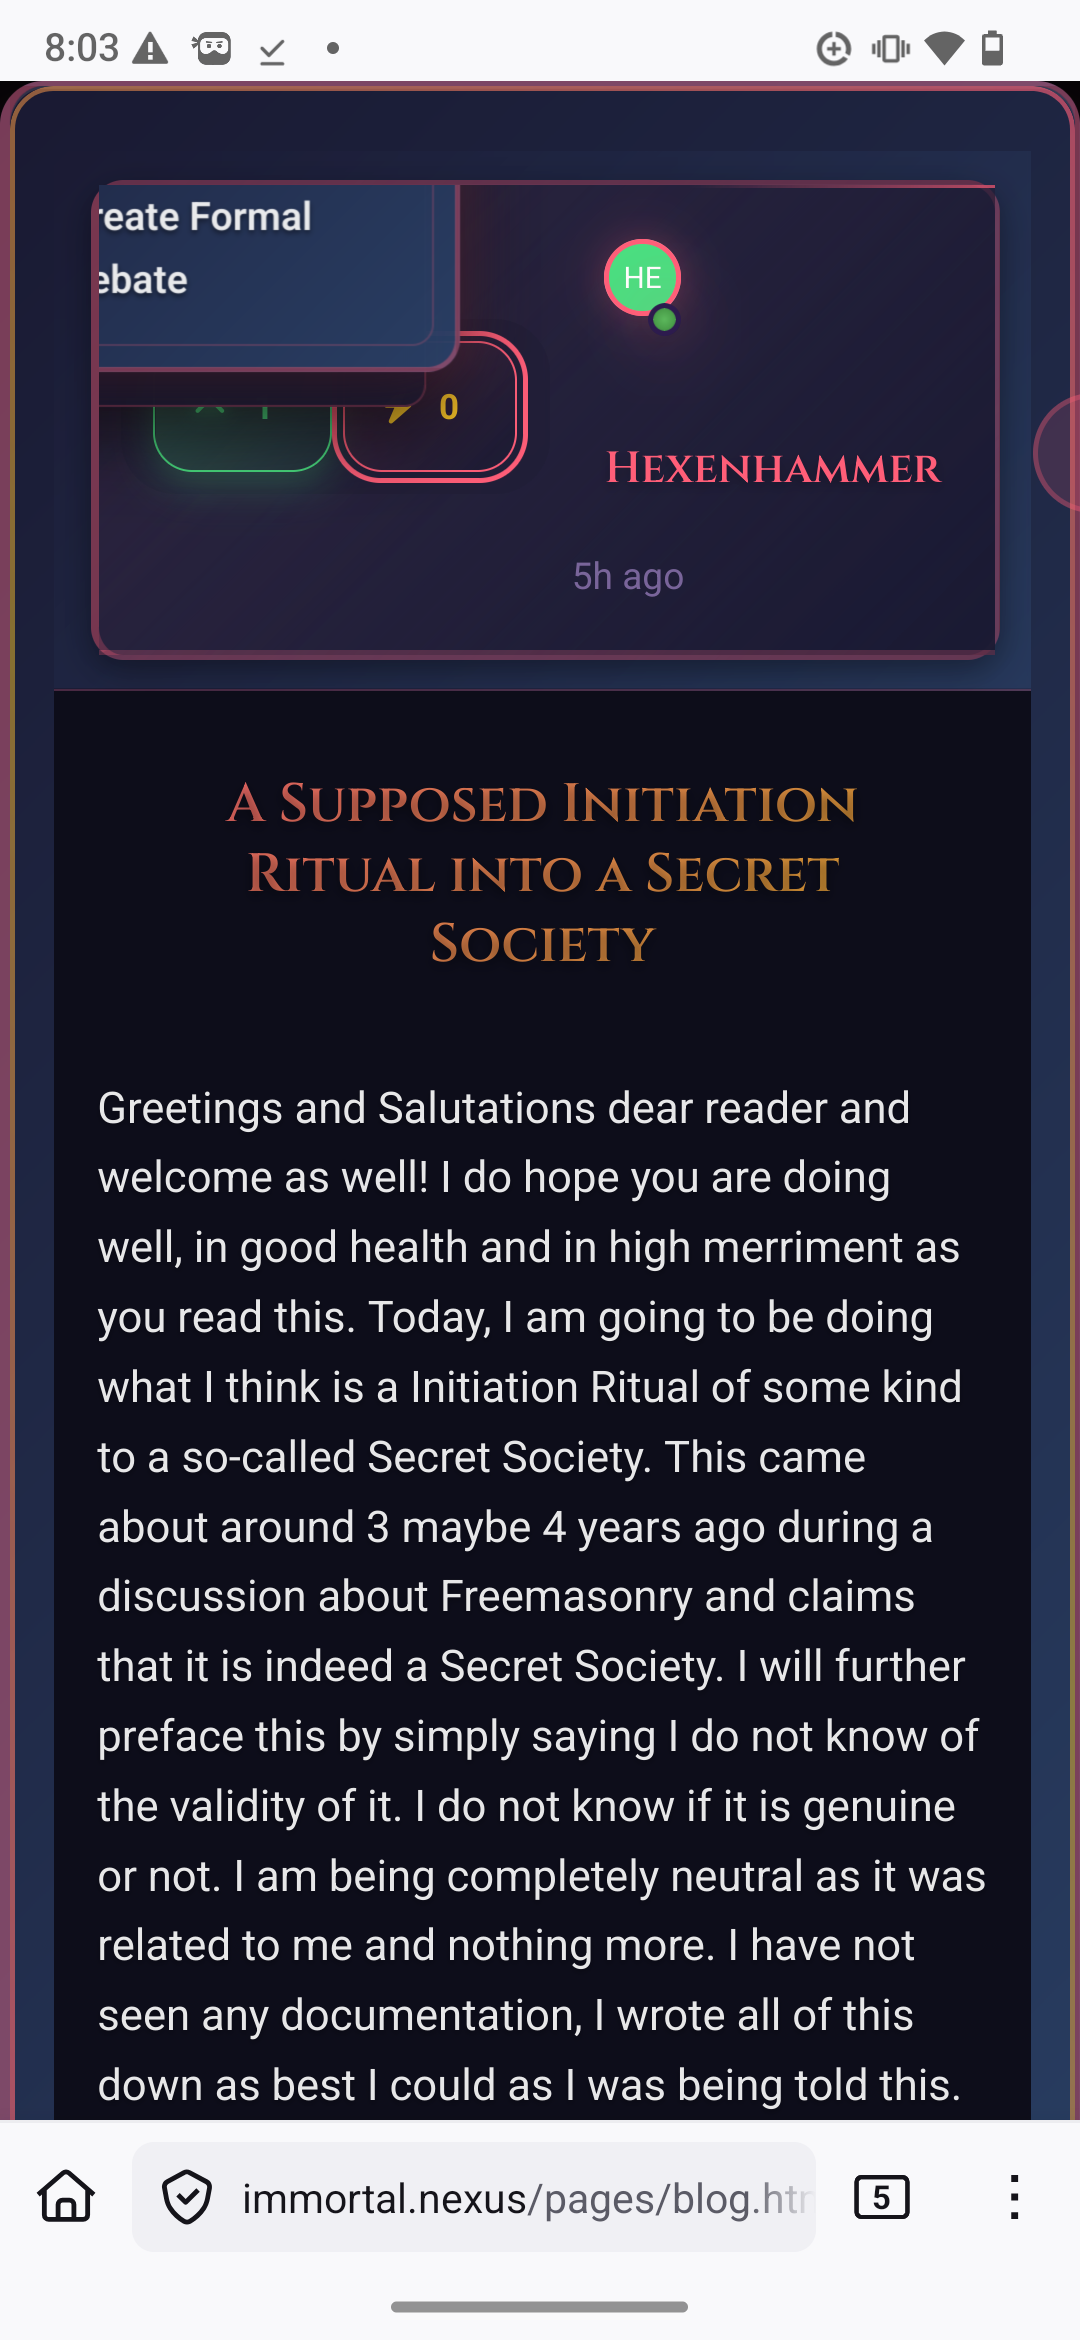 8:03
reate Formal
ebate
HE
0
Hexenhammer
5h ago
A Supposed Initiation
Ritual into a Secret
Society
Greetings and Salutations dear reader and
welcome as well! I do hope you are doing
well, in good health and in high merriment as
you read this. Today, I am going to be doing
what I think is a Initiation Ritual of some kind
to a so-called Secret Society. This came
about around 3 maybe 4 years ago during a
discussion about Freemasonry and claims
that it is indeed a Secret Society. I will further
preface this by simply saying I do not know of
the validity of it. I do not know if it is genuine
or not. I am being completely neutral as it was
related to me and nothing more. I have not
seen any documentation, I wrote all of this
down as best I could as I was being told this.
immortal.nexus/pages/blog.htm
5